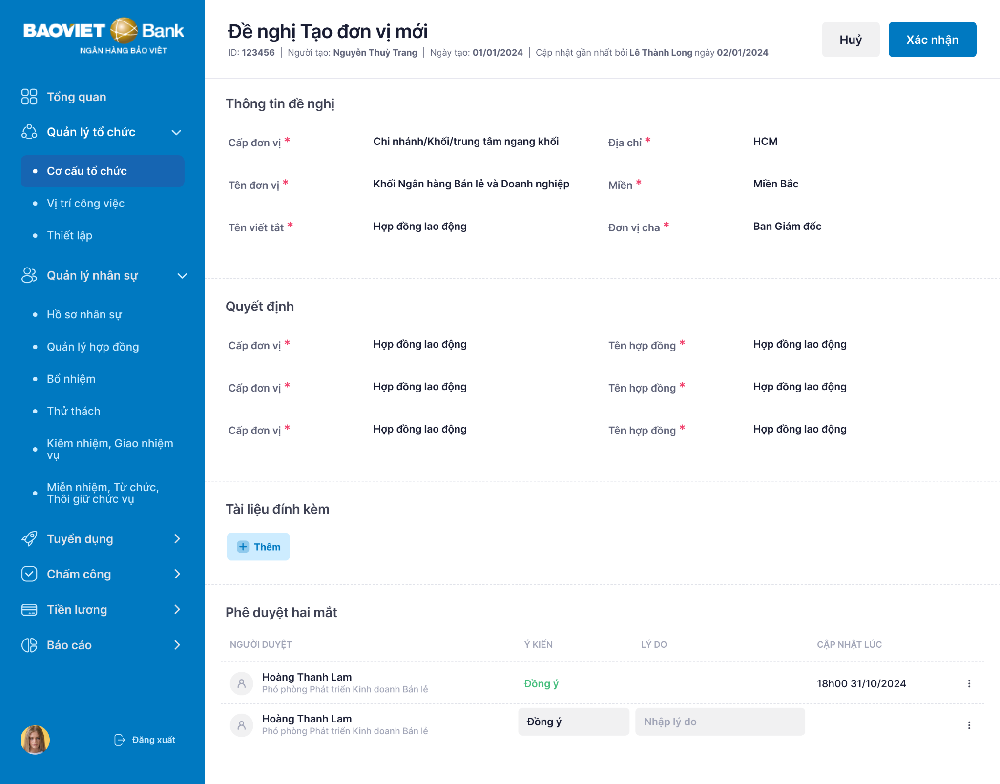 BAOVIET Bank
NGÂN HÀNG BẢO VIỆT
Tổng quan
Quản lý tổ chức
Cơ cấu tổ chức
Vị trí công việc
Thiết lập
Quản lý nhân sự
Hồ sơ nhân sự
Quản lý hợp đồng
Bổ nhiệm
Thử thách
Kiêm nhiệm, Giao nhiệm
vụ
Miễn nhiệm, Từ chức,
Thôi giữ chức vụ
Tuyển dụng
Chấm công
Tiền lương
Báo cáo
Đăng xuất
Đề nghị Tạo đơn vị mới
ID: 123456 | Người tạo: Nguyễn Thuỳ Trang | Ngày tạo: 01/01/2024 | Cập nhật gần nhất bởi Lê Thành Long ngày 02/01/2024
Huỷ
Xác nhận
Thông tin đề nghị
Cấp đơn vị * Chi nhánh/Khối/trung tâm ngang khối Địa chỉ * HCM
Tên đơn vị * Khối Ngân hàng Bán lẻ và Doanh nghiệp Miền * Miền Bắc
Tên viết tắt * Hợp đồng lao động Đơn vị cha * Ban Giám đốc
Quyết định
Cấp đơn vị * Hợp đồng lao động Tên hợp đồng * Hợp đồng lao động
Cấp đơn vị * Hợp đồng lao động Tên hợp đồng * Hợp đồng lao động
Cấp đơn vị * Hợp đồng lao động Tên hợp đồng * Hợp đồng lao động
Tài liệu đính kèm
+ Thêm
Phê duyệt hai mắt
NGƯỜI DUYỆT Ý KIẾN LÝ DO CẬP NHẬT LÚC
Hoàng Thanh Lam
Phó phòng Phát triển Kinh doanh Bán lẻ
Đồng ý
18h00 31/10/2024
Hoàng Thanh Lam
Phó phòng Phát triển Kinh doanh Bán lẻ
Đồng ý
Nhập lý do